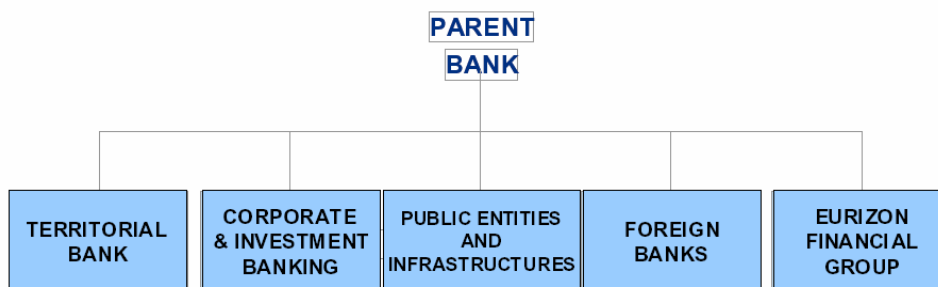 PARENT
BANK
TERRITORIAL
BANK
CORPORATE
& INVESTMENT
BANKING
PUBLIC ENTITIES
AND
INFRASTRUCTURES
FOREIGN
BANKS
EURIZON
FINANCIAL
GROUP